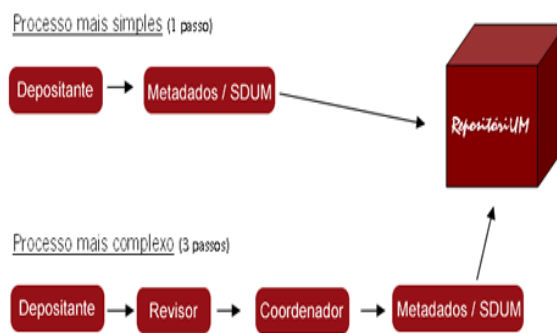 Processo mais simples (1 passo)
Depositante
Metadados / SDUM
RepositóriUM
Processo mais complexo (3 passos)
Depositante
Revisor
Coordenador
Metadados / SDUM